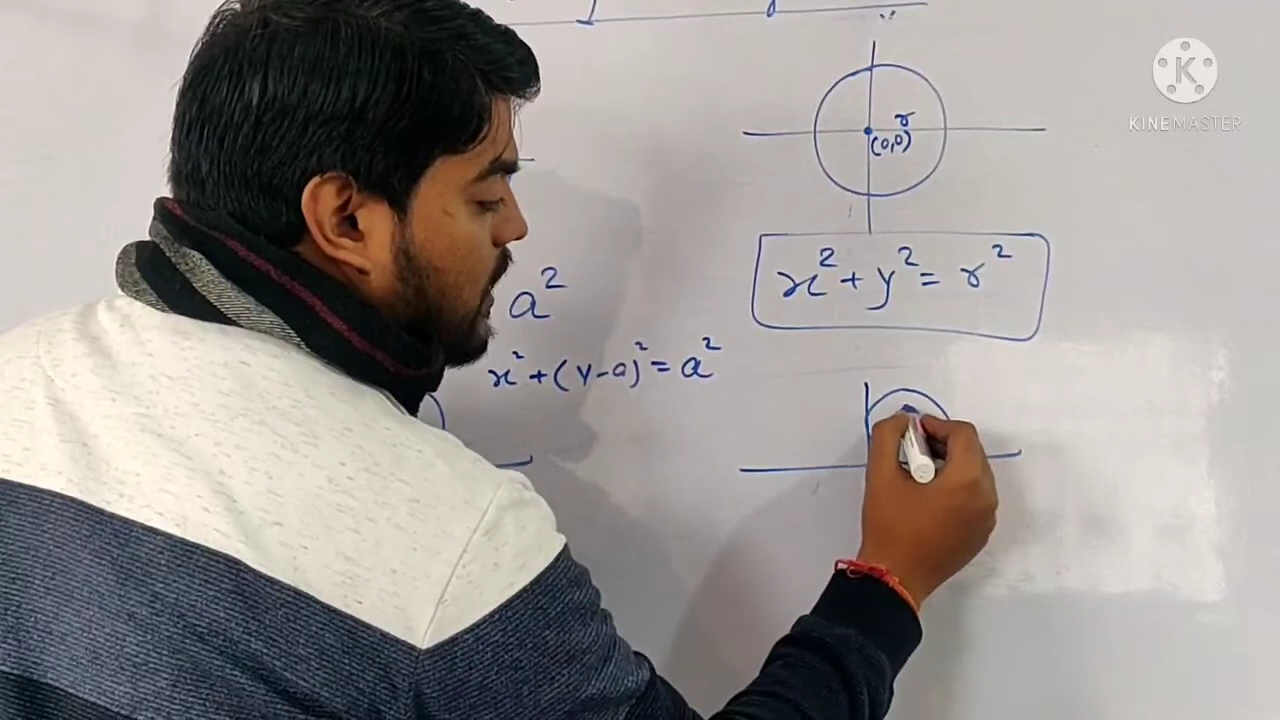 r
(0,0)
KINEMASTER
x² + y² = r²
a²
x² + (y-a)² = a²